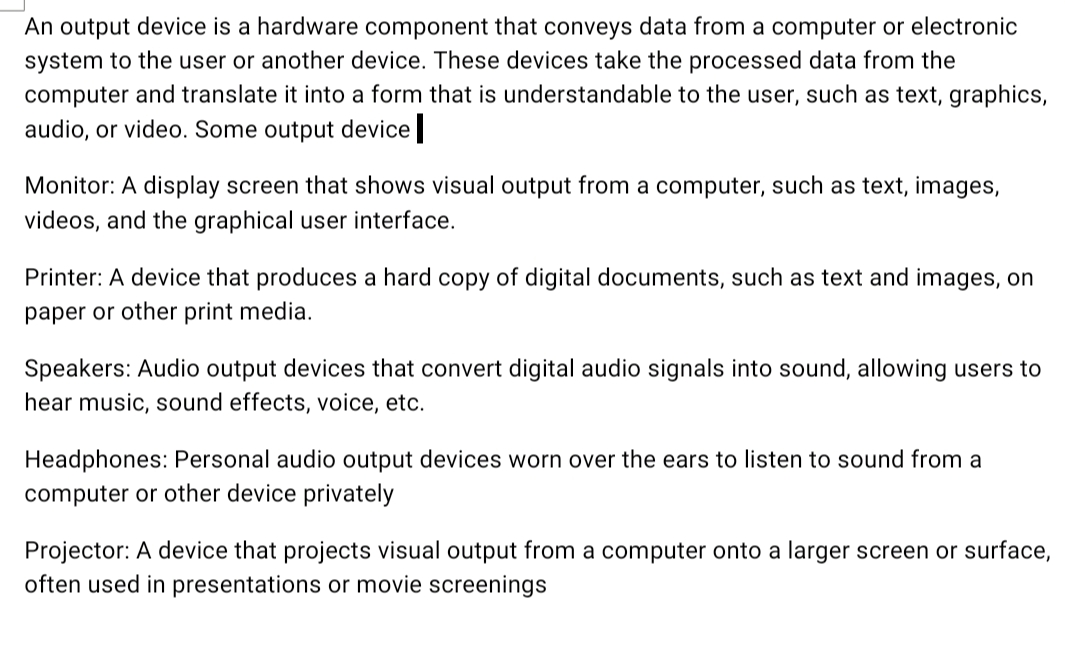 An output device is a hardware component that conveys data from a computer or electronic
system to the user or another device. These devices take the processed data from the
computer and translate it into a form that is understandable to the user, such as text, graphics,
audio, or video. Some output device
Monitor: A display screen that shows visual output from a computer, such as text, images,
videos, and the graphical user interface.
Printer: A device that produces a hard copy of digital documents, such as text and images, on
paper or other print media.
Speakers: Audio output devices that convert digital audio signals into sound, allowing users to
hear music, sound effects, voice, etc.
Headphones: Personal audio output devices worn over the ears to listen to sound from a
computer or other device privately
Projector: A device that projects visual output from a computer onto a larger screen or surface,
often used in presentations or movie screenings